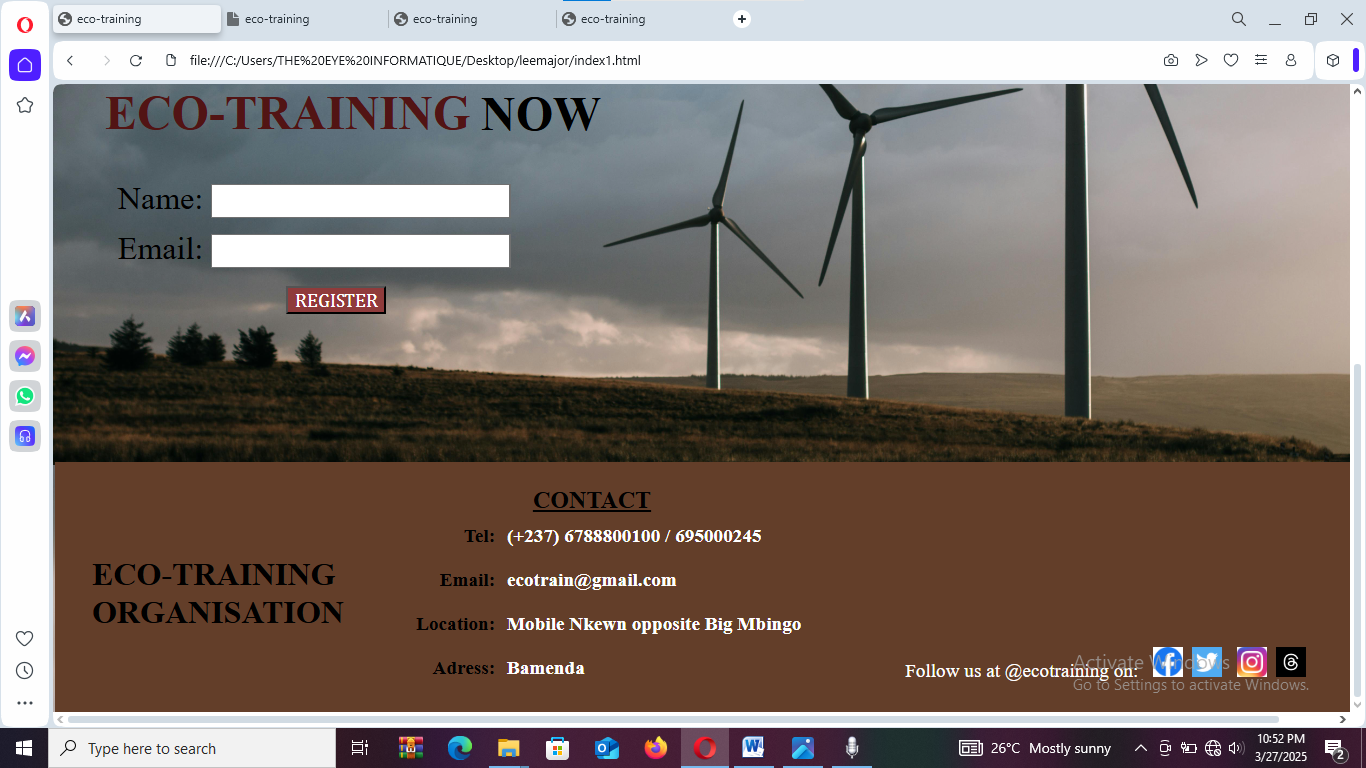 eco-training
eco-training
eco-training
eco-training
file:///C:/Users/THE%20EYE%20INFORMATIQUE/Desktop/leemajor/index1.html
ECO-TRAINING NOW
Name:
Email:
REGISTER
CONTACT
Tel: (+237) 6788800100 / 695000245
Email: ecotrain@gmail.com
Location: Mobile Nkewn opposite Big Mbingo
Adress: Bamenda
ECO-TRAINING
ORGANISATION
Follow us at @ecotraining on:
Activate Windows
Go to Settings to activate Windows.
Type here to search
26°C Mostly sunny
10:52 PM
3/27/2025
2